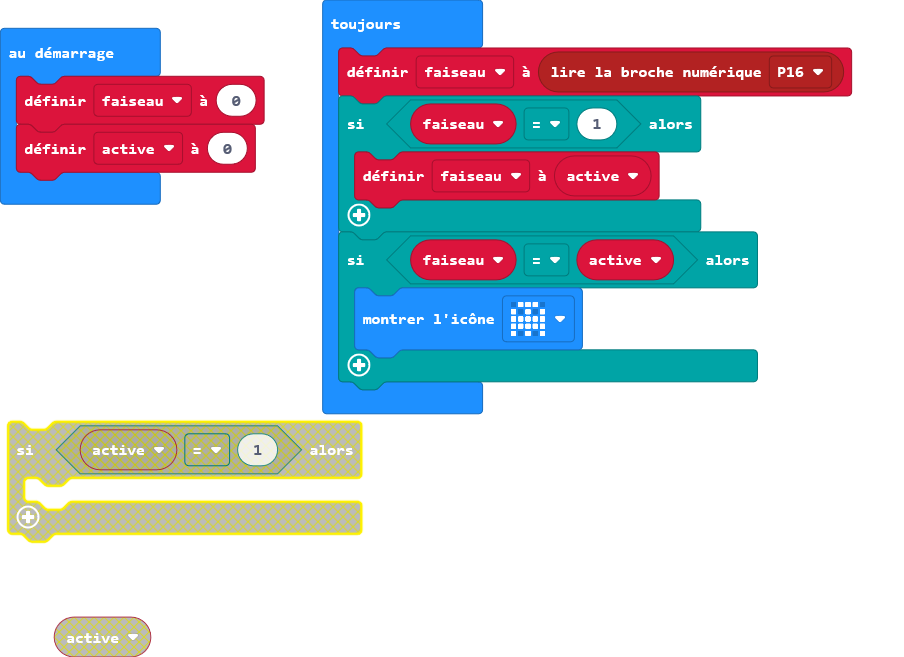 au démarrage
définir faiseau à 0
définir active à 0
toujours
définir faiseau à lire la broche numérique P16
si faiseau = 1 alors
définir faiseau à active
si faiseau = active alors
montrer l'icône
si active = 1 alors
active